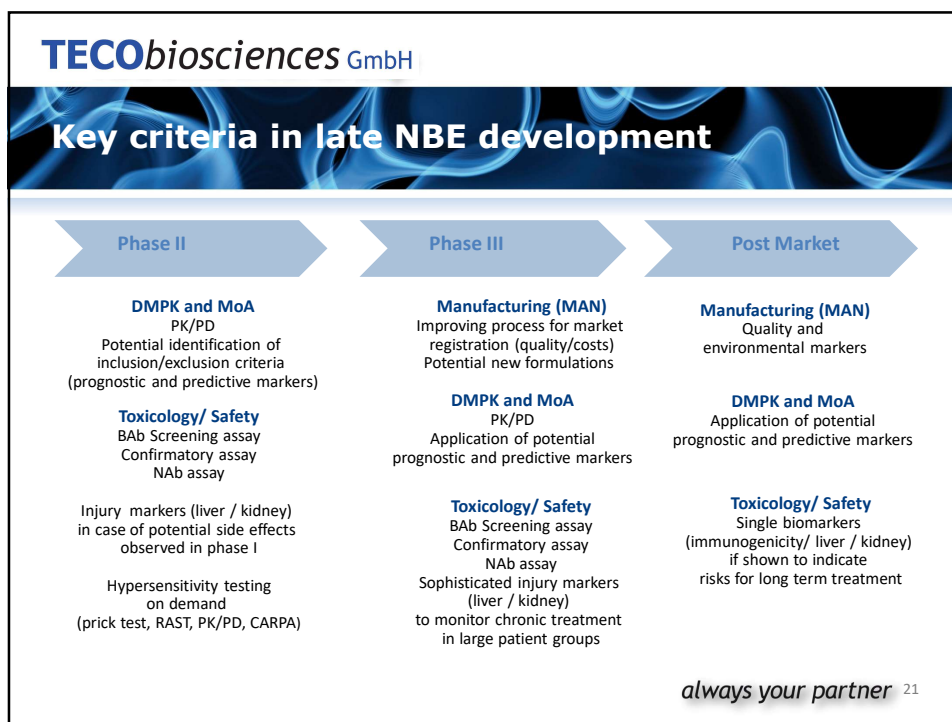 TECObiosciences GmbH
Key criteria in late NBE development
Phase II
DMPK and MoA
PK/PD
Potential identification of
inclusion/exclusion criteria
(prognostic and predictive markers)
Toxicology/ Safety
BAb Screening assay
Confirmatory assay
NAb assay
Injury markers (liver / kidney)
in case of potential side effects
observed in phase I
Hypersensitivity testing
on demand
(prick test, RAST, PK/PD, CARPA)
Phase III
Manufacturing (MAN)
Improving process for market
registration (quality/costs)
Potential new formulations
DMPK and MoA
PK/PD
Application of potential
prognostic and predictive markers
Toxicology/ Safety
BAb Screening assay
Confirmatory assay
NAb assay
Sophisticated injury markers
(liver / kidney)
to monitor chronic treatment
in large patient groups
Post Market
Manufacturing (MAN)
Quality and
environmental markers
DMPK and MoA
Application of potential
prognostic and predictive markers
Toxicology/ Safety
Single biomarkers
(immunogenicity/ liver / kidney)
if shown to indicate
risks for long term treatment
always your partner 21